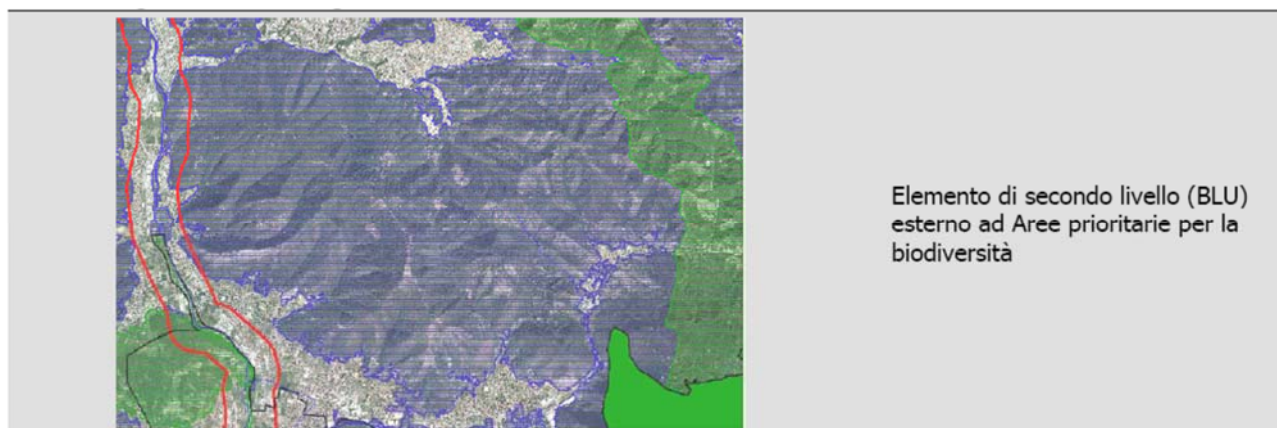 Elemento di secondo livello (BLU)
esterno ad Aree prioritarie per la
biodiversità